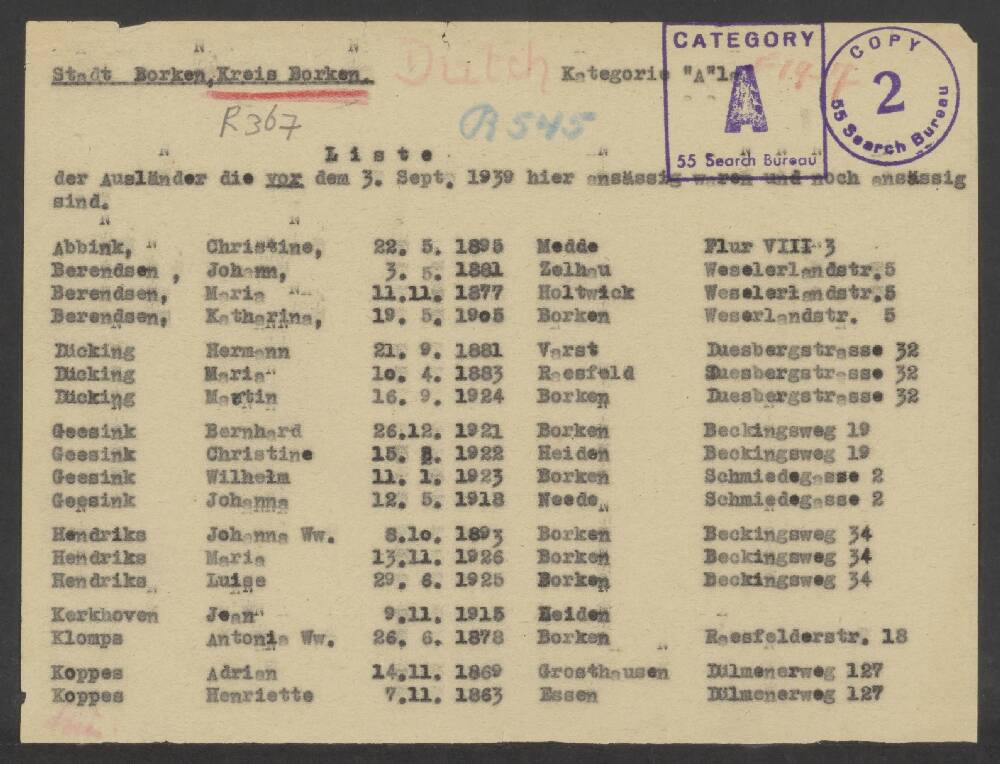 Stadt Borken, Kreis Borken.
Dutch
Kategorie "A"1a
CATEGORY
A
55 Search Bureau
COPY
2
55 Search Bureau
R367
R545
Liste
der Ausländer die vor dem 3. Sept. 1939 hier ansässig waren und noch ansässig
sind.
Abbink, Christine, 22. 5. 1895 Medde Flur VIII 3
Berendsen, Johann, 3. 5. 1881 Zelhau Weselerlandstr. 5
Berendsen, Maria 11.11. 1877 Holtwick Weselerlandstr. 5
Berendsen, Katharina, 19. 5. 19o5 Borken Weserlandstr. 5
Dücking Hermann 21. 9. 1881 Varst Duesbergstrasse 32
Dücking Maria 1o. 4. 1883 Raesfeld Duesbergstrasse 32
Dücking Martin 16. 9. 1924 Borken Duesbergstrasse 32
Geesink Bernhard 26.12. 1921 Borken Beckingsweg 19
Geesink Christine 15. 8. 1922 Heiden Beckingsweg 19
Geesink Wilhelm 11. 1. 1923 Borken Schmiedegasse 2
Geesink Johanna 12. 5. 1918 Neede Schmiedegasse 2
Hendriks Johanna Ww. 8.1o. 1893 Borken Beckingsweg 34
Hendriks Maria 13.11. 1926 Borken Beckingsweg 34
Hendriks Luise 29. 6. 1925 Borken Beckingsweg 34
Kerkhoven Jean 9.11. 1915 Heiden
Klomps Antonia Ww. 26. 6. 1878 Borken Raesfelderstr. 18
Koppes Adrian 14.11. 1869 Grosthausen Dülmenerweg 127
Koppes Henriette 7.11. 1863 Essen Dülmenerweg 127